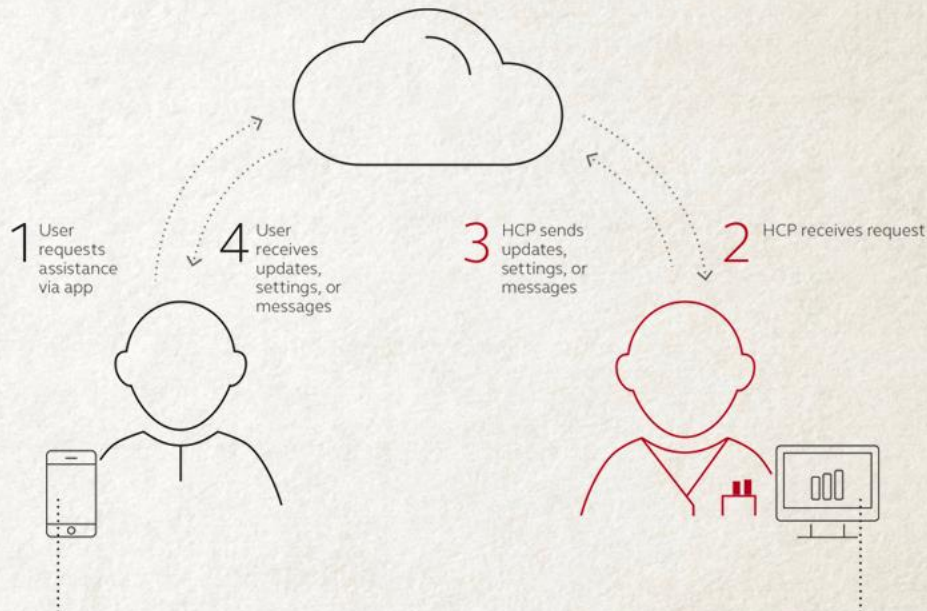 1 User
requests
assistance
via app
4 User
receives
updates,
settings, or
messages
3 HCP sends
updates,
settings, or
messages
2 HCP receives request